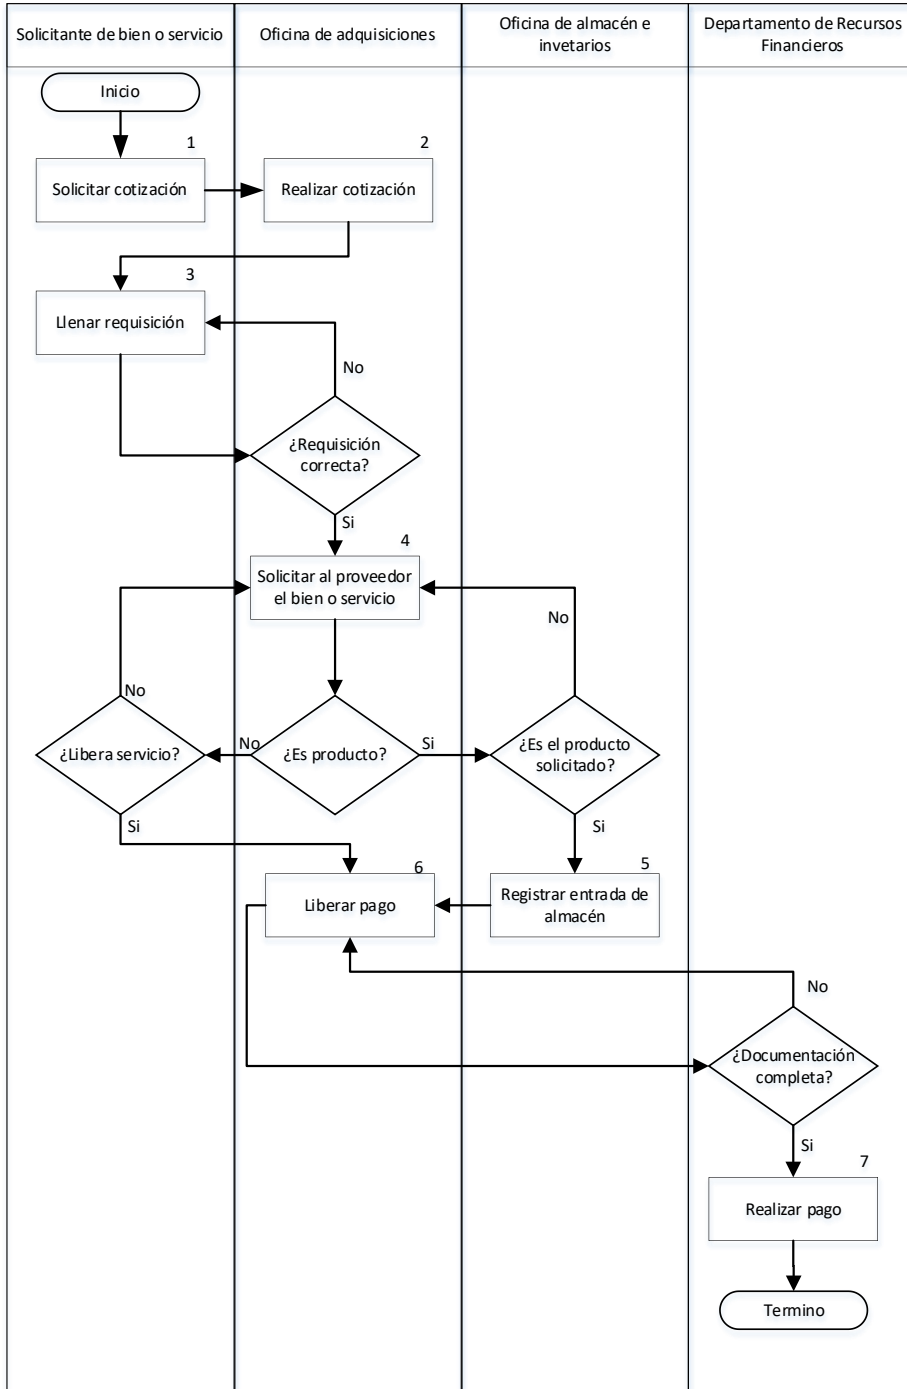 Solicitante de bien o servicio
Oficina de adquisiciones
Oficina de almacén e
invetarios
Departamento de Recursos
Financieros
Inicio
1
Solicitar cotización
2
Realizar cotización
3
Llenar requisición
No
¿Requisición
correcta?
Si
4
Solicitar al proveedor
el bien o servicio
No
No
¿Libera servicio?
No
¿Es producto?
Si
¿Es el producto
solicitado?
Si
Si
6
Liberar pago
5
Registrar entrada de
almacén
No
¿Documentación
completa?
Si
7
Realizar pago
Termino